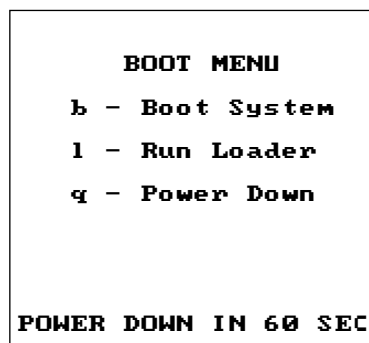 BOOT MENU
b - Boot System
l - Run Loader
q - Power Down
POWER DOWN IN 60 SEC